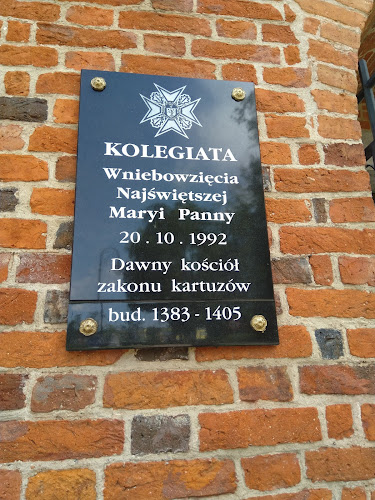 KOLEGIATA
Wniebowzięcia
Najświętszej
Maryi Panny
20.10.1992
Dawny kościół
zakonu kartuzów
bud. 1383 - 1405